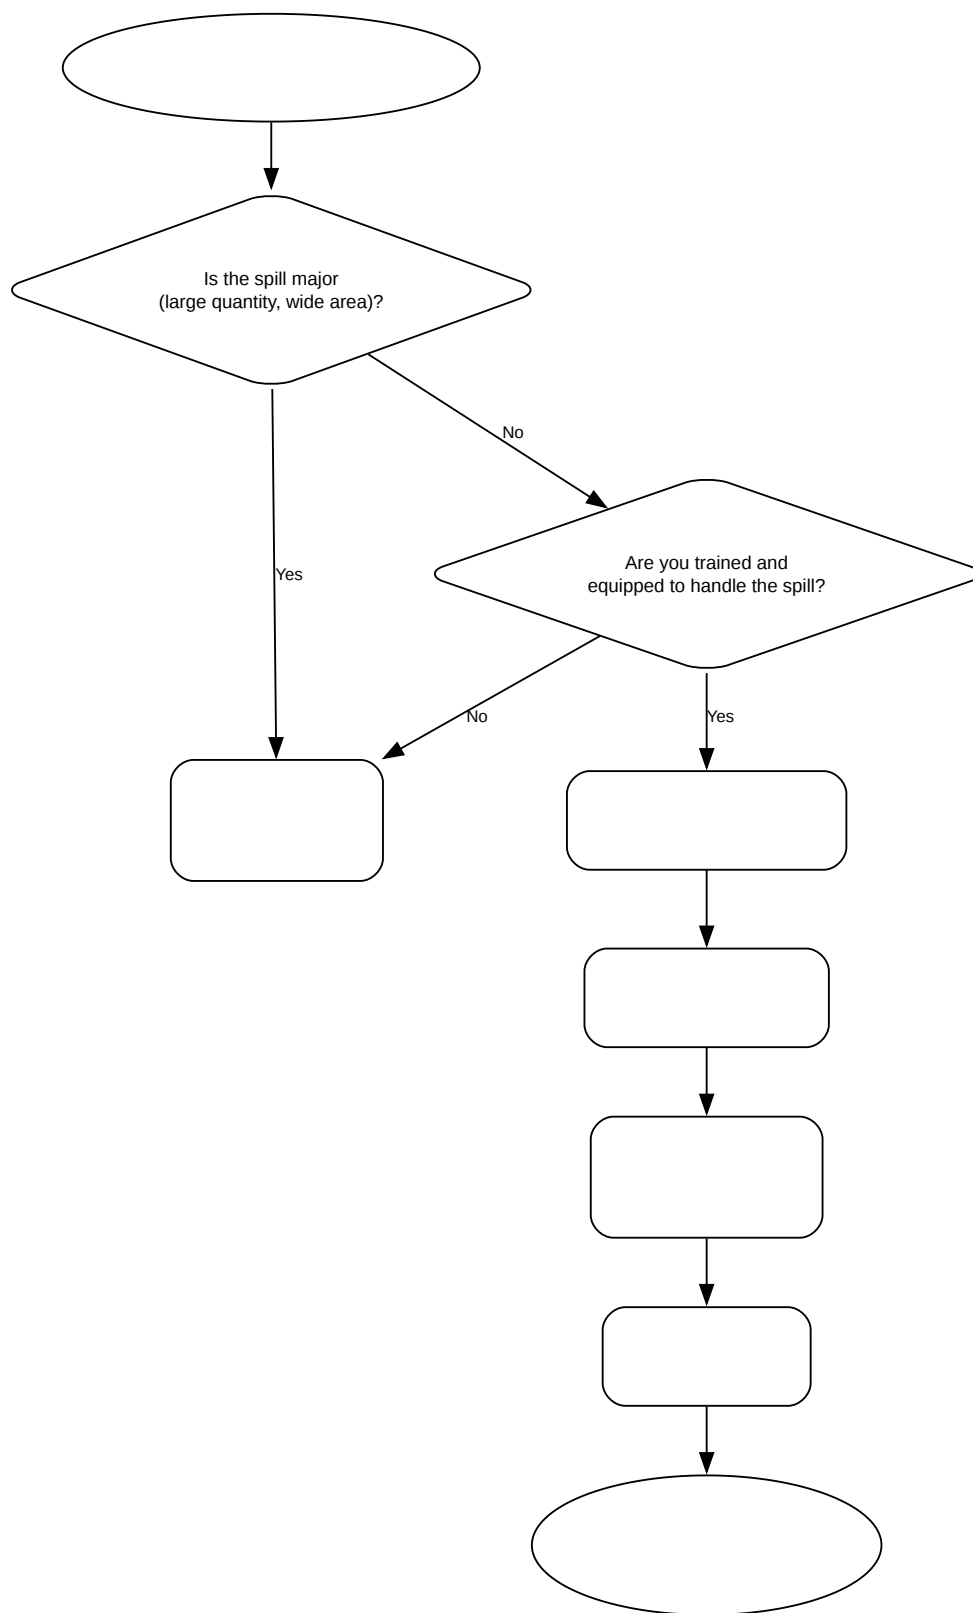 Is the spill major
(large quantity, wide area)?
No
Are you trained and
equipped to handle the spill?
Yes
No
Yes